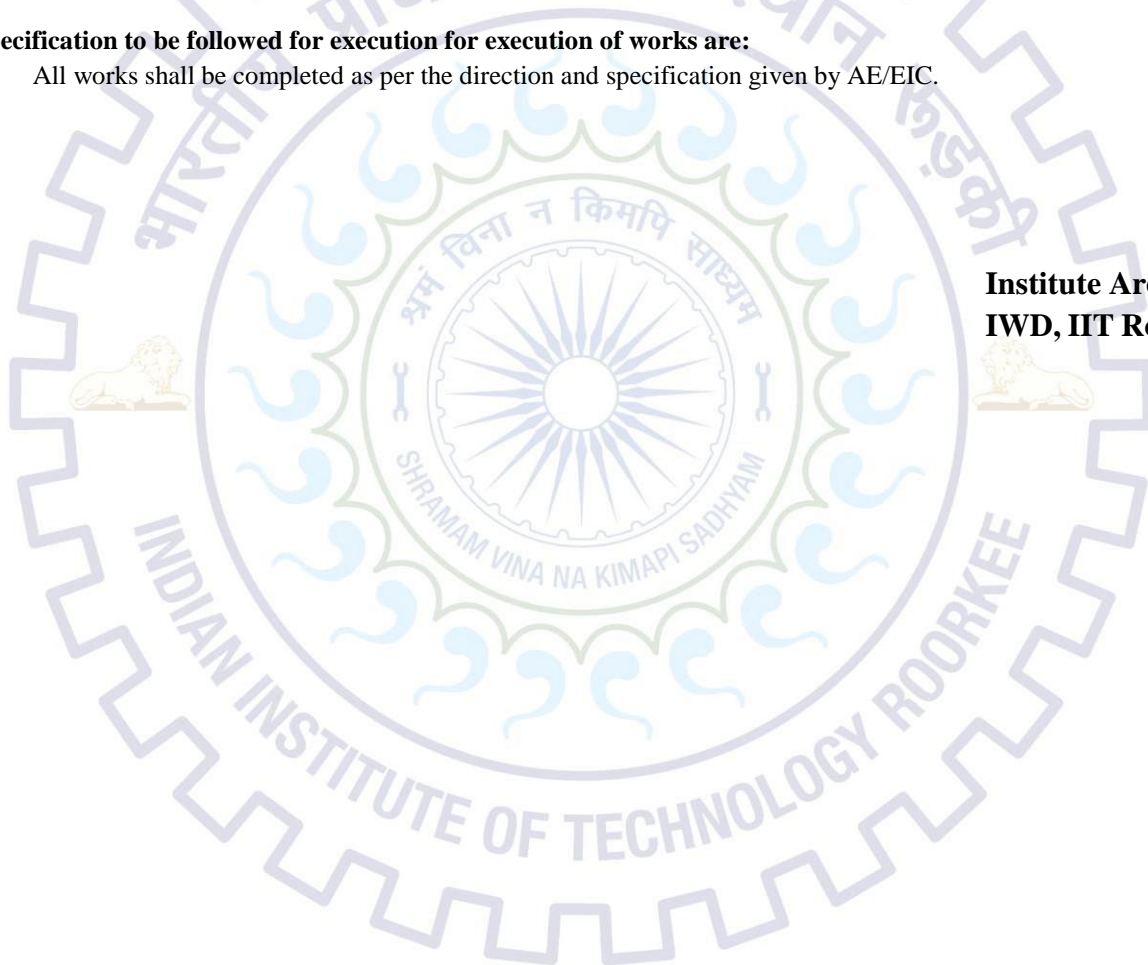 ecification to be followed for execution for execution of works are:
All works shall be completed as per the direction and specification given by AE/EIC.
Institute Ar
IWD, IIT R
श्रमं विना न किमपि साध्यम्
SHRAMAM VINA NA KIMAPI SADHYAM
INDIAN INSTITUTE OF TECHNOLOGY ROORKEE